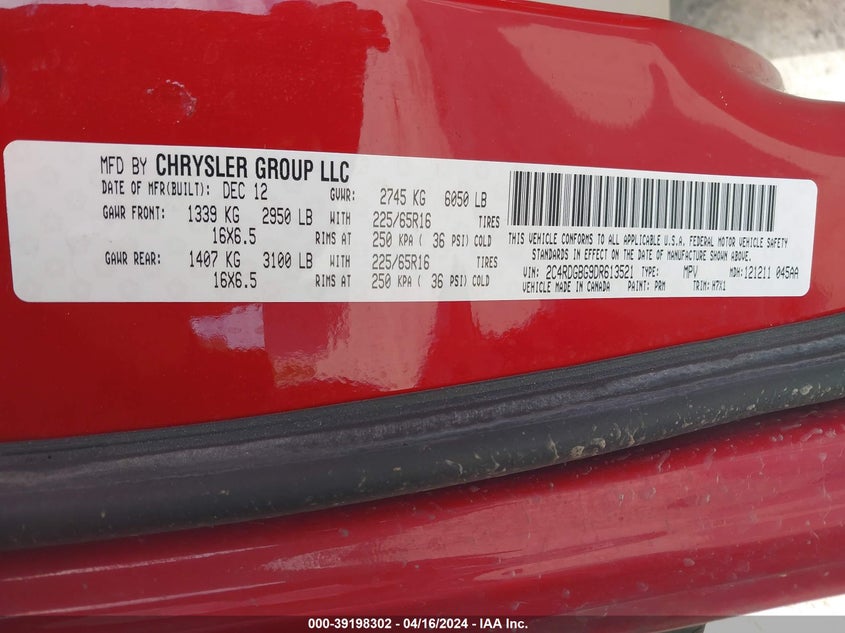 MFD BY CHRYSLER GROUP LLC
DATE OF MFR(BUILT): DEC 12 GVWR: 2745 KG 6050 LB
GAWR FRONT: 1339 KG 2950 LB WITH 225/65R16 TIRES
16X6.5 RIMS AT 250 KPA ( 36 PSI) COLD
GAWR REAR: 1407 KG 3100 LB WITH 225/65R16 TIRES
16X6.5 RIMS AT 250 KPA ( 36 PSI) COLD
THIS VEHICLE CONFORMS TO ALL APPLICABLE U.S.A. FEDERAL MOTOR VEHICLE SAFETY
STANDARDS IN EFFECT ON THE DATE OF MANUFACTURE SHOWN ABOVE.
VIN: 2C4RDGBG9DR613521 TYPE: MPV MDH:121211 045AA
VEHICLE MADE IN CANADA PAINT: PRM TRIM: H7X1
000-39198302 - 04/16/2024 - IAA Inc.